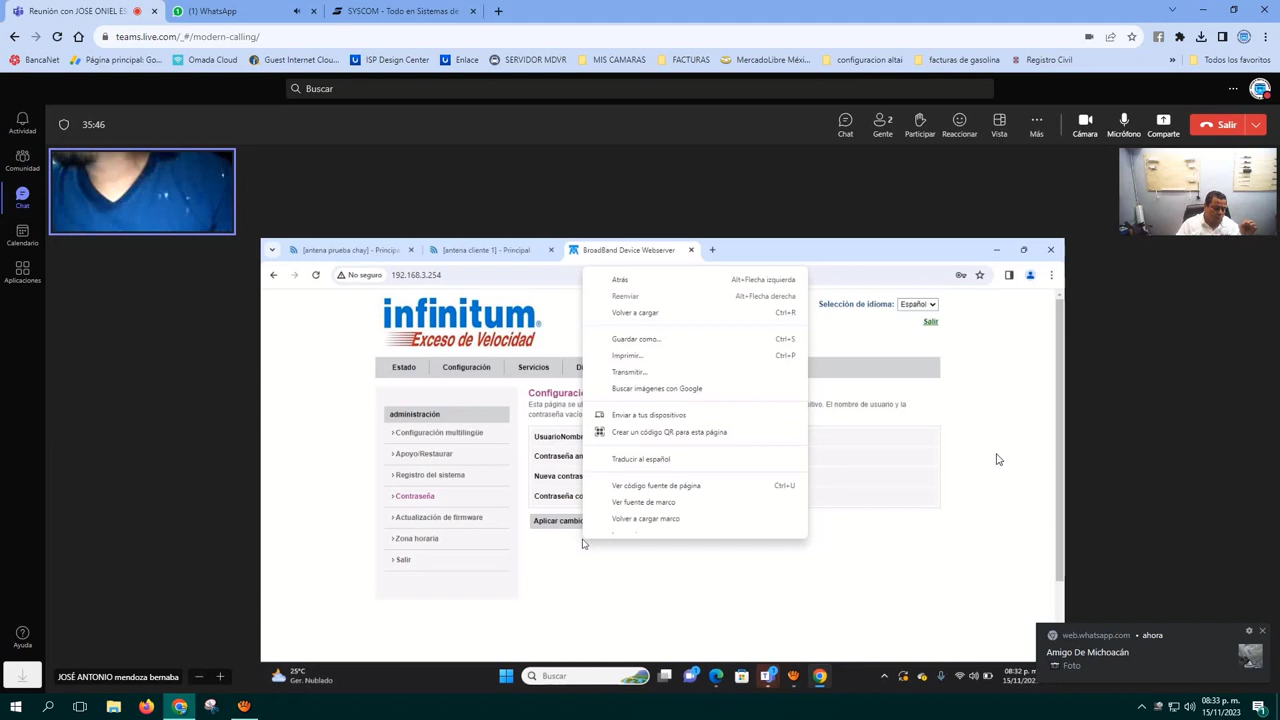 Reunión con JOSE ONIEL ES
(1) WhatsApp
SYSCOM - Todo en Sistemas de
teams.live.com/_#/modern-calling/
BancaNet
Página principal: Go...
Omada Cloud
Guest Internet Clou...
ISP Design Center
Enlace
SERVIDOR MDVR
MIS CAMARAS
FACTURAS
MercadoLibre Méxi...
configuracion altai
facturas de gasolina
Registro Civil
Todos los favoritos
Buscar
Actividad
Comunidad
Chat
Calendario
Aplicaciones
Ayuda
35:46
Chat
Gente 2
Participar
Reaccionar
Vista
Más
Cámara
Micrófono
Comparte
Salir
[antena prueba chay] - Principa
[antena cliente 1] - Principal
BroadBand Device Webserver
No seguro
192.168.3.254
infinitum
Exceso de Velocidad
Selección de idioma: Español
Salir
Estado
Configuración
Servicios
administración
Configuración multilingüe
Apoyo/Restaurar
Registro del sistema
Contraseña
Actualización de firmware
Zona horaria
Salir
Atrás Alt+Flecha izquierda
Reenviar Alt+Flecha derecha
Volver a cargar Ctrl+R
Guardar como... Ctrl+S
Imprimir... Ctrl+P
Transmitir...
Buscar imágenes con Google
Enviar a tus dispositivos
Crear un código QR para esta página
Traducir al español
Ver código fuente de página Ctrl+U
Ver fuente de marco
Volver a cargar marco
Configuració
Esta página se u
contraseña vacío
tivo. El nombre de usuario y la
UsuarioNombr
Contraseña an
Nueva contras
Contraseña co
Aplicar cambio
JOSÉ ANTONIO mendoza bernaba
25°C
Ger. Nublado
Buscar
08:32 p. m.
web.whatsapp.com • ahora
Amigo De Michoacán
Foto
08:33 p. m.
15/11/2023